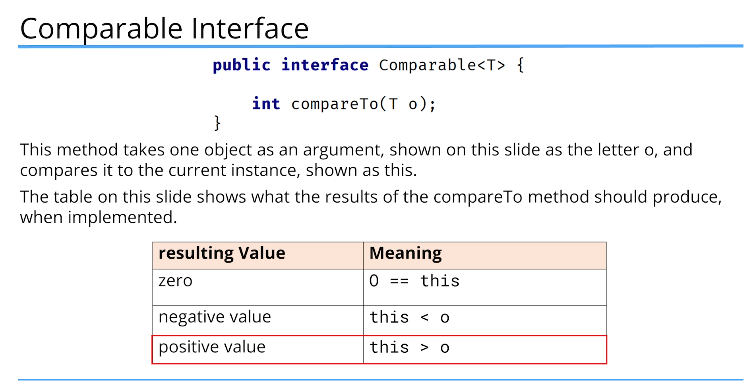 Comparable Interface
public interface Comparable<T> {
int compareTo(T o);
}
This method takes one object as an argument, shown on this slide as the letter o, and
compares it to the current instance, shown as this.
The table on this slide shows what the results of the compareTo method should produce,
when implemented.
resulting Value Meaning
zero O == this
negative value this < o
positive value this > o